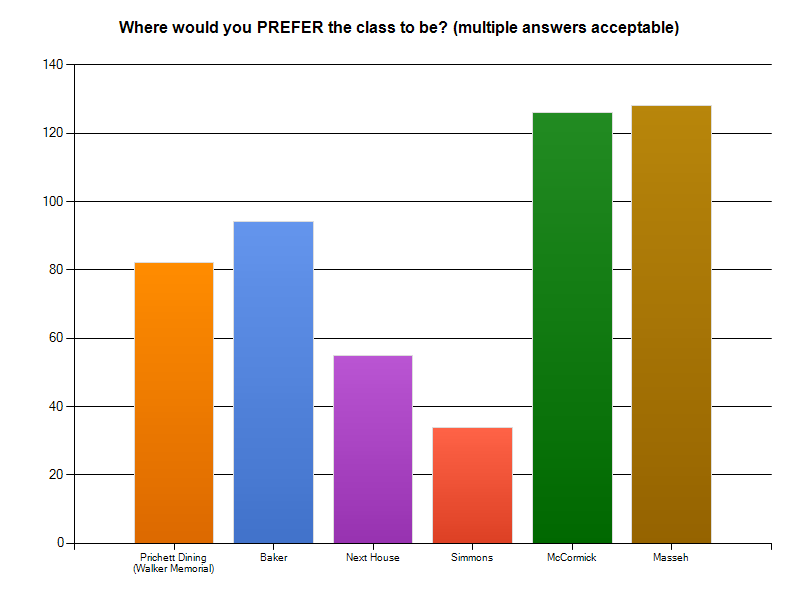 Where would you PREFER the class to be? (multiple answers acceptable)
140
120
100
80
60
40
20
0
Prichett Dining
(Walker Memorial)
Baker
Next House
Simmons
McCormick
Masseh